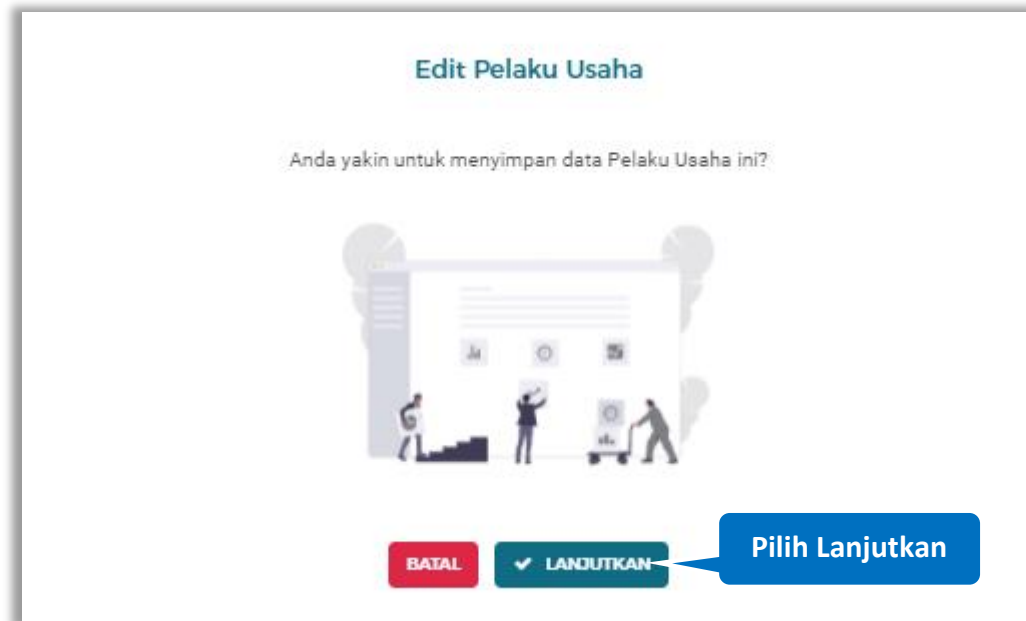 Edit Pelaku Usaha
Anda yakin untuk menyimpan data Pelaku Usaha ini?
BATAL
LANJUTKAN
Pilih Lanjutkan